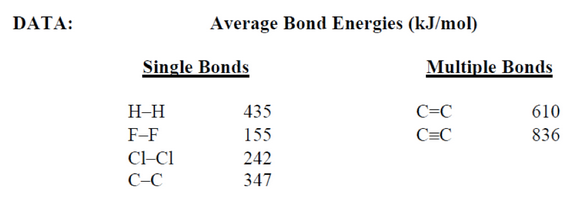 DATA: Average Bond Energies (kJ/mol)
Single Bonds Multiple Bonds
H–H 435 C=C 610
F–F 155 C≡C 836
Cl–Cl 242
C–C 347